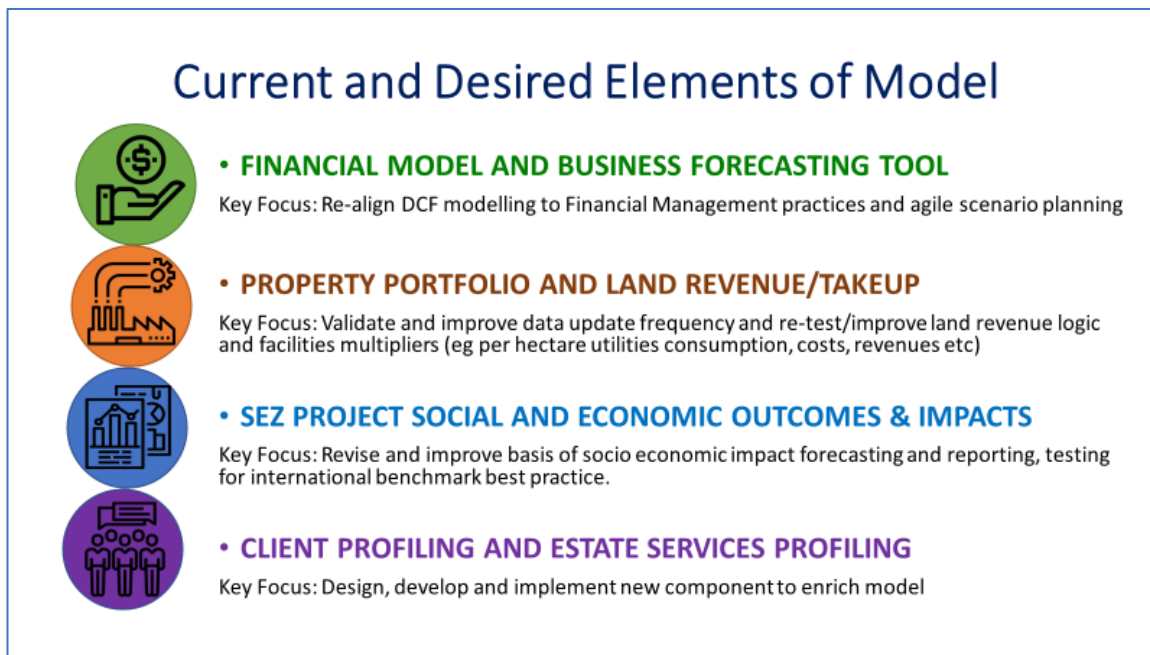 Current and Desired Elements of Model
• FINANCIAL MODEL AND BUSINESS FORECASTING TOOL
Key Focus: Re-align DCF modelling to Financial Management practices and agile scenario planning
• PROPERTY PORTFOLIO AND LAND REVENUE/TAKEUP
Key Focus: Validate and improve data update frequency and re-test/improve land revenue logic
and facilities multipliers (eg per hectare utilities consumption, costs, revenues etc)
• SEZ PROJECT SOCIAL AND ECONOMIC OUTCOMES & IMPACTS
Key Focus: Revise and improve basis of socio economic impact forecasting and reporting, testing
for international benchmark best practice.
• CLIENT PROFILING AND ESTATE SERVICES PROFILING
Key Focus: Design, develop and implement new component to enrich model